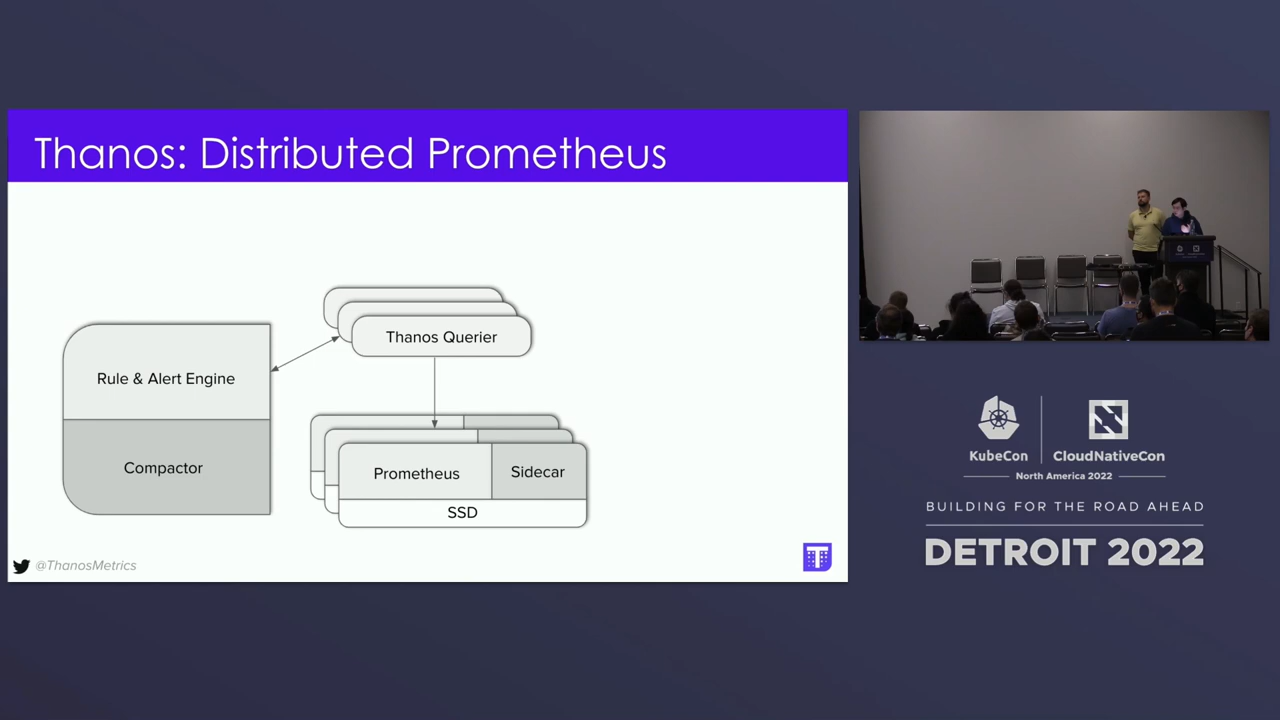 Thanos: Distributed Prometheus
Thanos Querier
Rule & Alert Engine
Compactor
Prometheus
Sidecar
SSD
@ThanosMetrics
T
KubeCon
CloudNativeCon
North America 2022
BUILDING FOR THE ROAD AHEAD
DETROIT 2022